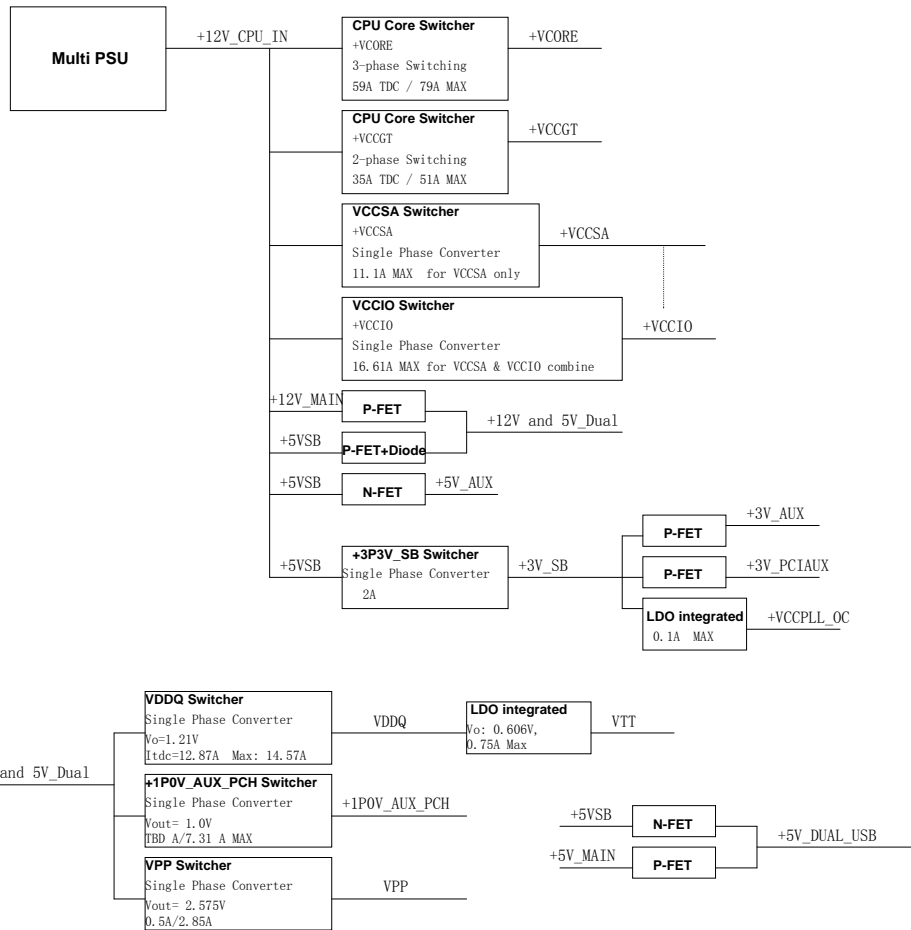 Multi PSU
+12V_CPU_IN
CPU Core Switcher
+VCORE
3-phase Switching
59A TDC / 79A MAX
+VCORE
CPU Core Switcher
+VCCGT
2-phase Switching
35A TDC / 51A MAX
+VCCGT
VCCSA Switcher
+VCCSA
Single Phase Converter
11.1A MAX for VCCSA only
+VCCSA
VCCIO Switcher
+VCCIO
Single Phase Converter
16.61A MAX for VCCSA & VCCIO combine
+VCCIO
+12V_MAIN
P-FET
+12V and 5V_Dual
+5VSB
P-FET+Diode
+5VSB
N-FET
+5V_AUX
+5VSB
+3P3V_SB Switcher
Single Phase Converter
2A
+3V_SB
P-FET
+3V_AUX
P-FET
+3V_PCIAUX
LDO integrated
0.1A MAX
+VCCPLL_OC
and 5V_Dual
VDDQ Switcher
Single Phase Converter
Vo=1.21V
Itdc=12.87A Max: 14.57A
VDDQ
LDO integrated
Vo: 0.606V,
0.75A Max
VTT
+1P0V_AUX_PCH Switcher
Single Phase Converter
Vout= 1.0V
TBD A/7.31 A MAX
+1P0V_AUX_PCH
VPP Switcher
Single Phase Converter
Vout= 2.575V
0.5A/2.85A
VPP
+5VSB
N-FET
+5V_MAIN
P-FET
+5V_DUAL_USB